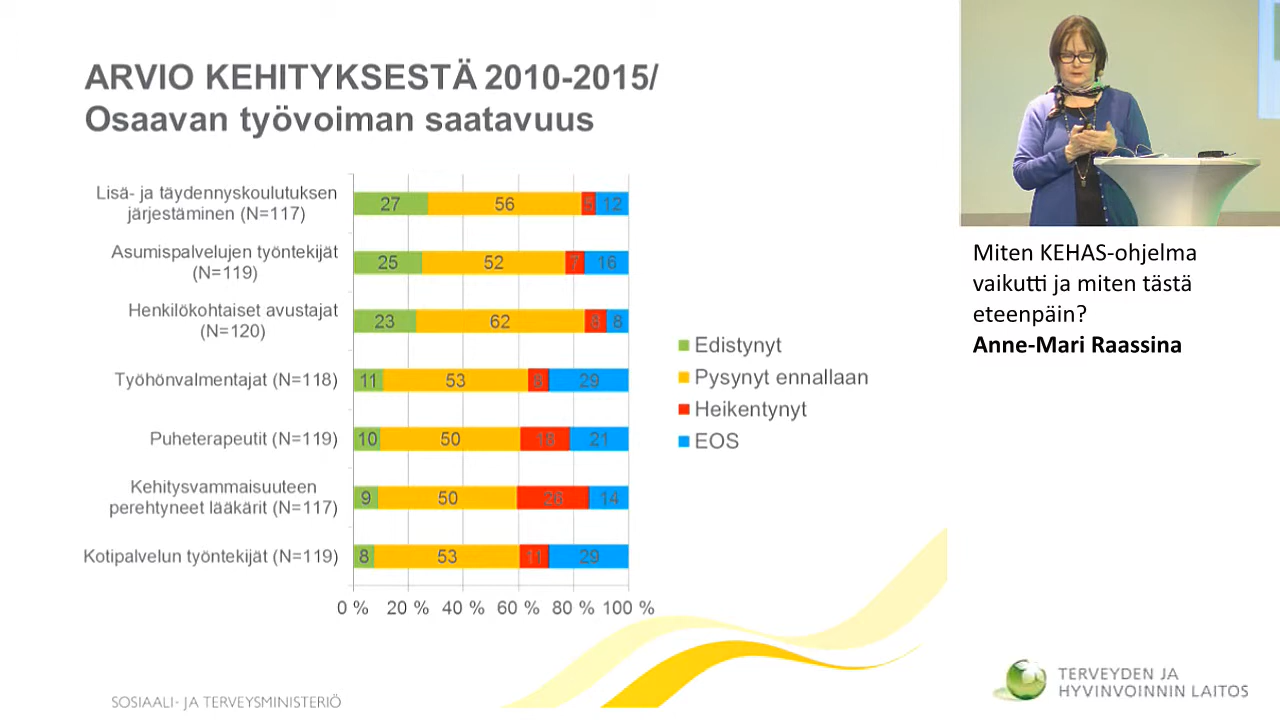 ARVIO KEHITYKSESTÄ 2010-2015/
Osaavan työvoiman saatavuus
Lisä- ja täydennyskoulutuksen
järjestäminen (N=117)
27 56 5 12
Asumispalvelujen työntekijät
(N=119)
25 52 7 16
Henkilökohtaiset avustajat
(N=120)
23 62 8 8
Työhönvalmentajat (N=118)
11 53 8 29
Puheterapeutit (N=119)
10 50 18 21
Kehitysvammaisuuteen
perehtyneet lääkärit (N=117)
9 50 26 14
Kotipalvelun työntekijät (N=119)
8 53 11 29
0 % 20 % 40 % 60 % 80 % 100 %
Edistynyt
Pysynyt ennallaan
Heikentynyt
EOS
SOSIAALI- JA TERVEYSMINISTERIÖ
Miten KEHAS-ohjelma
vaikutti ja miten tästä
eteenpäin?
Anne-Mari Raassina
TERVEYDEN JA
HYVINVOINNIN LAITOS